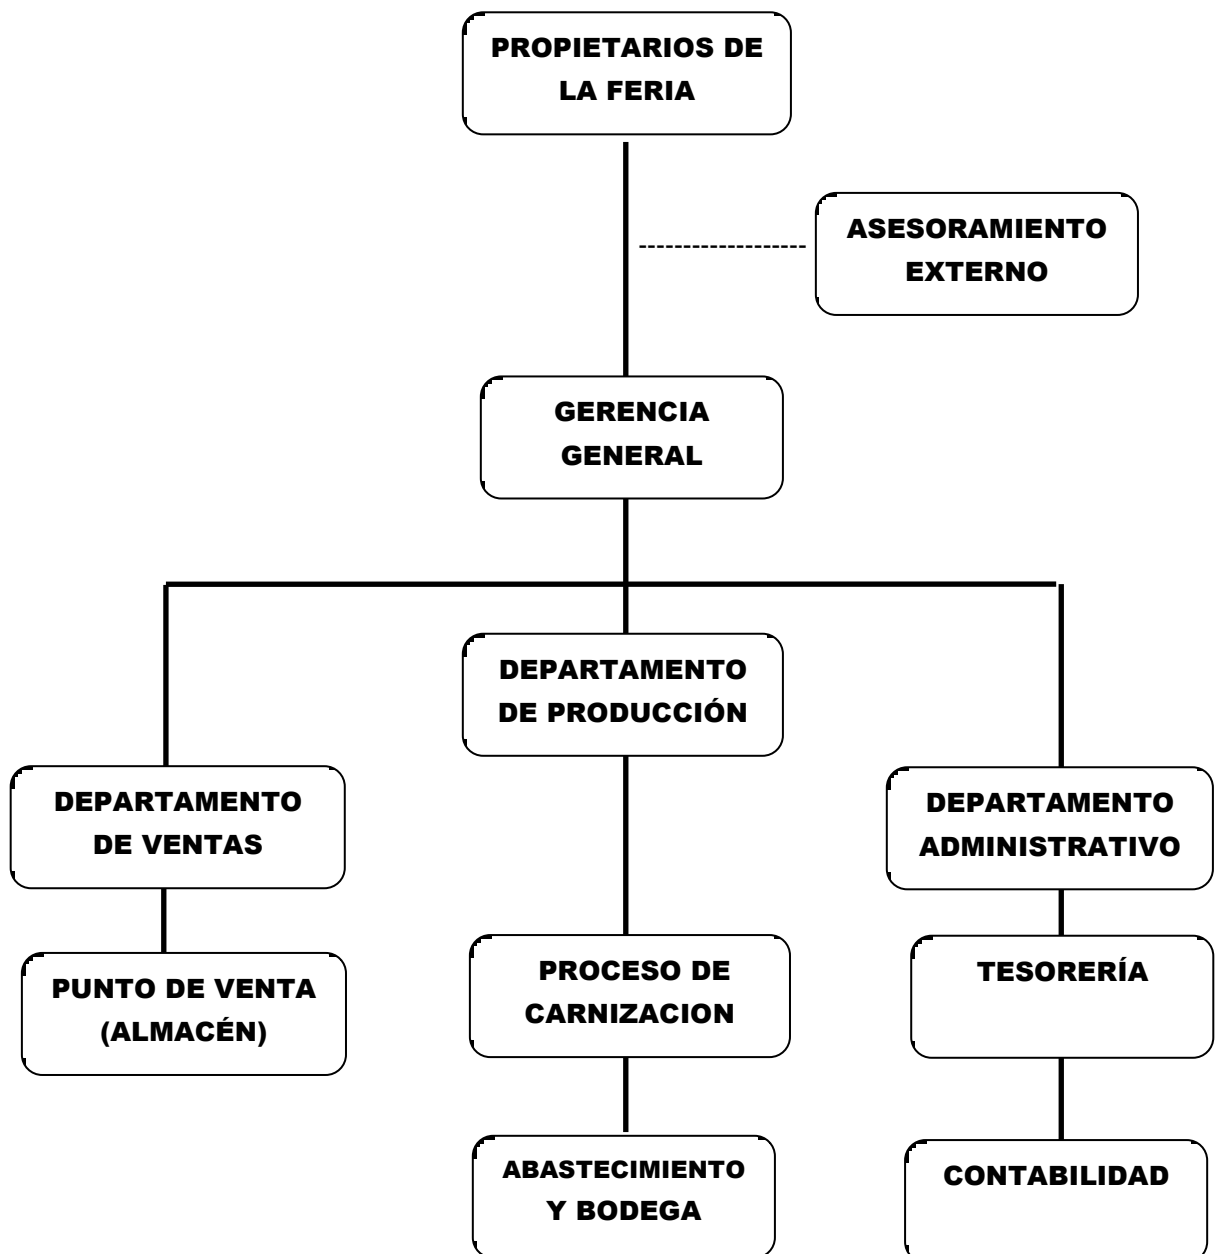 PROPIETARIOS DE
LA FERIA
ASESORAMIENTO
EXTERNO
GERENCIA
GENERAL
DEPARTAMENTO
DE PRODUCCIÓN
DEPARTAMENTO
DE VENTAS
DEPARTAMENTO
ADMINISTRATIVO
PUNTO DE VENTA
(ALMACÉN)
PROCESO DE
CARNIZACION
TESORERÍA
ABASTECIMIENTO
Y BODEGA
CONTABILIDAD